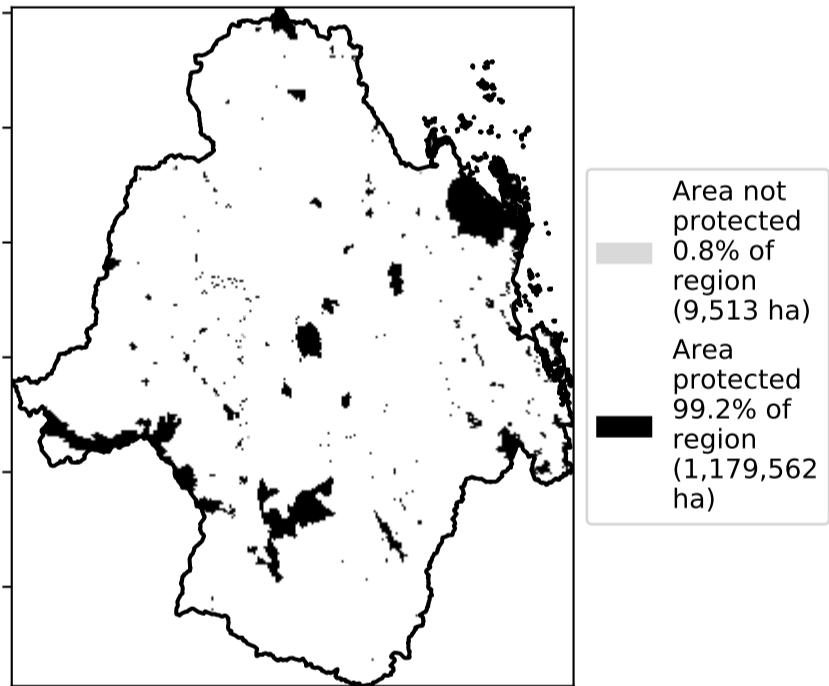 Area not
protected
0.8% of
region
(9,513 ha)
Area
protected
99.2% of
region
(1,179,562
ha)